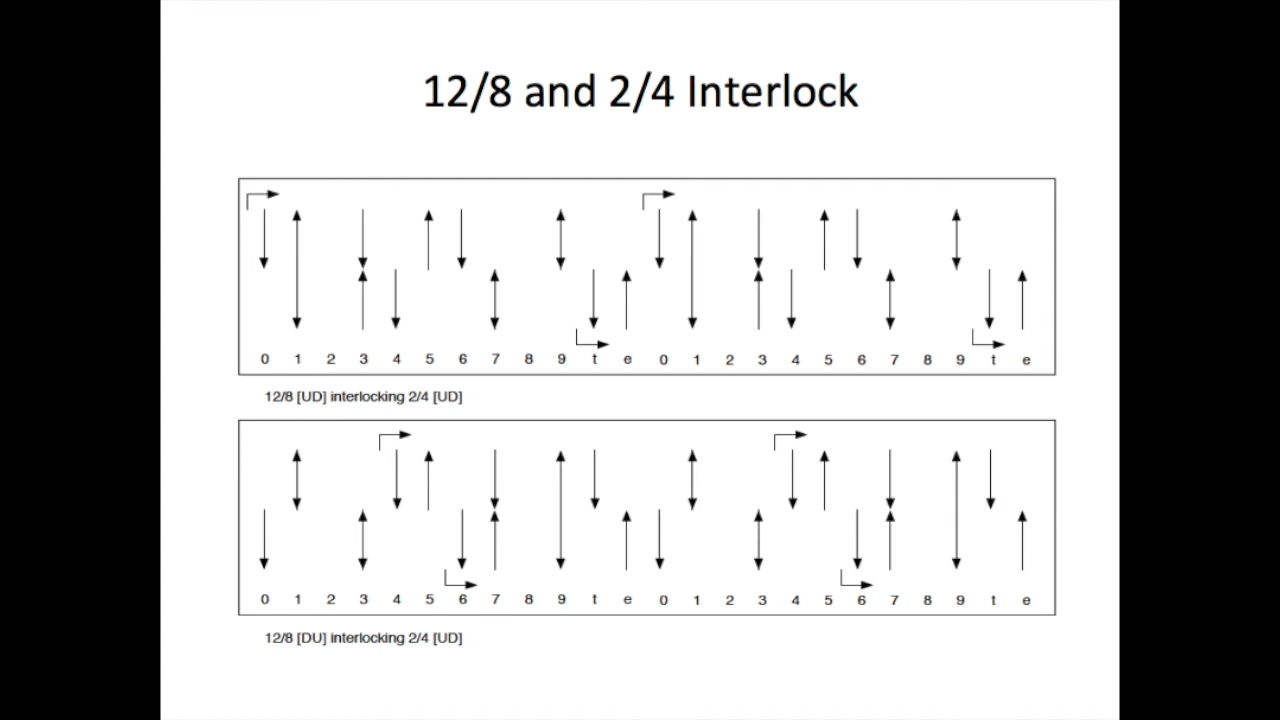 12/8 and 2/4 Interlock
0 1 2 3 4 5 6 7 8 9 t e 0 1 2 3 4 5 6 7 8 9 t e
12/8 [UD] interlocking 2/4 [UD]
0 1 2 3 4 5 6 7 8 9 t e 0 1 2 3 4 5 6 7 8 9 t e
12/8 [DU] interlocking 2/4 [UD]